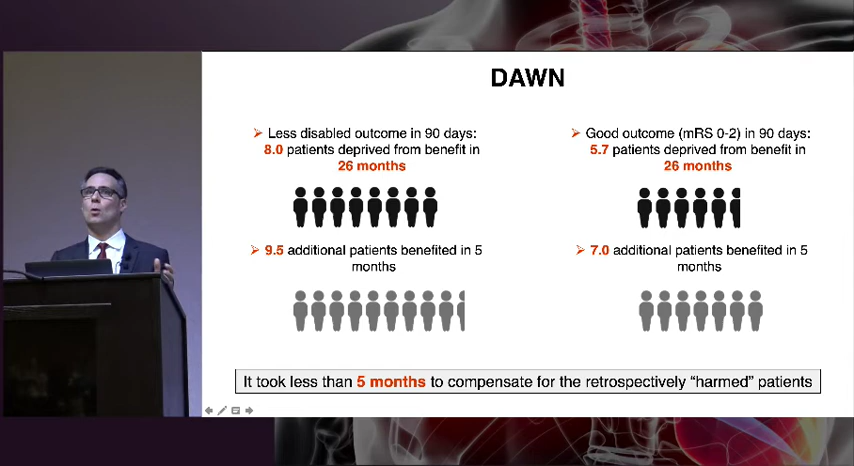 DAWN
➢ Less disabled outcome in 90 days:
8.0 patients deprived from benefit in
26 months
➢ 9.5 additional patients benefited in 5
months
➢ Good outcome (mRS 0-2) in 90 days:
5.7 patients deprived from benefit in
26 months
➢ 7.0 additional patients benefited in 5
months
It took less than 5 months to compensate for the retrospectively “harmed” patients